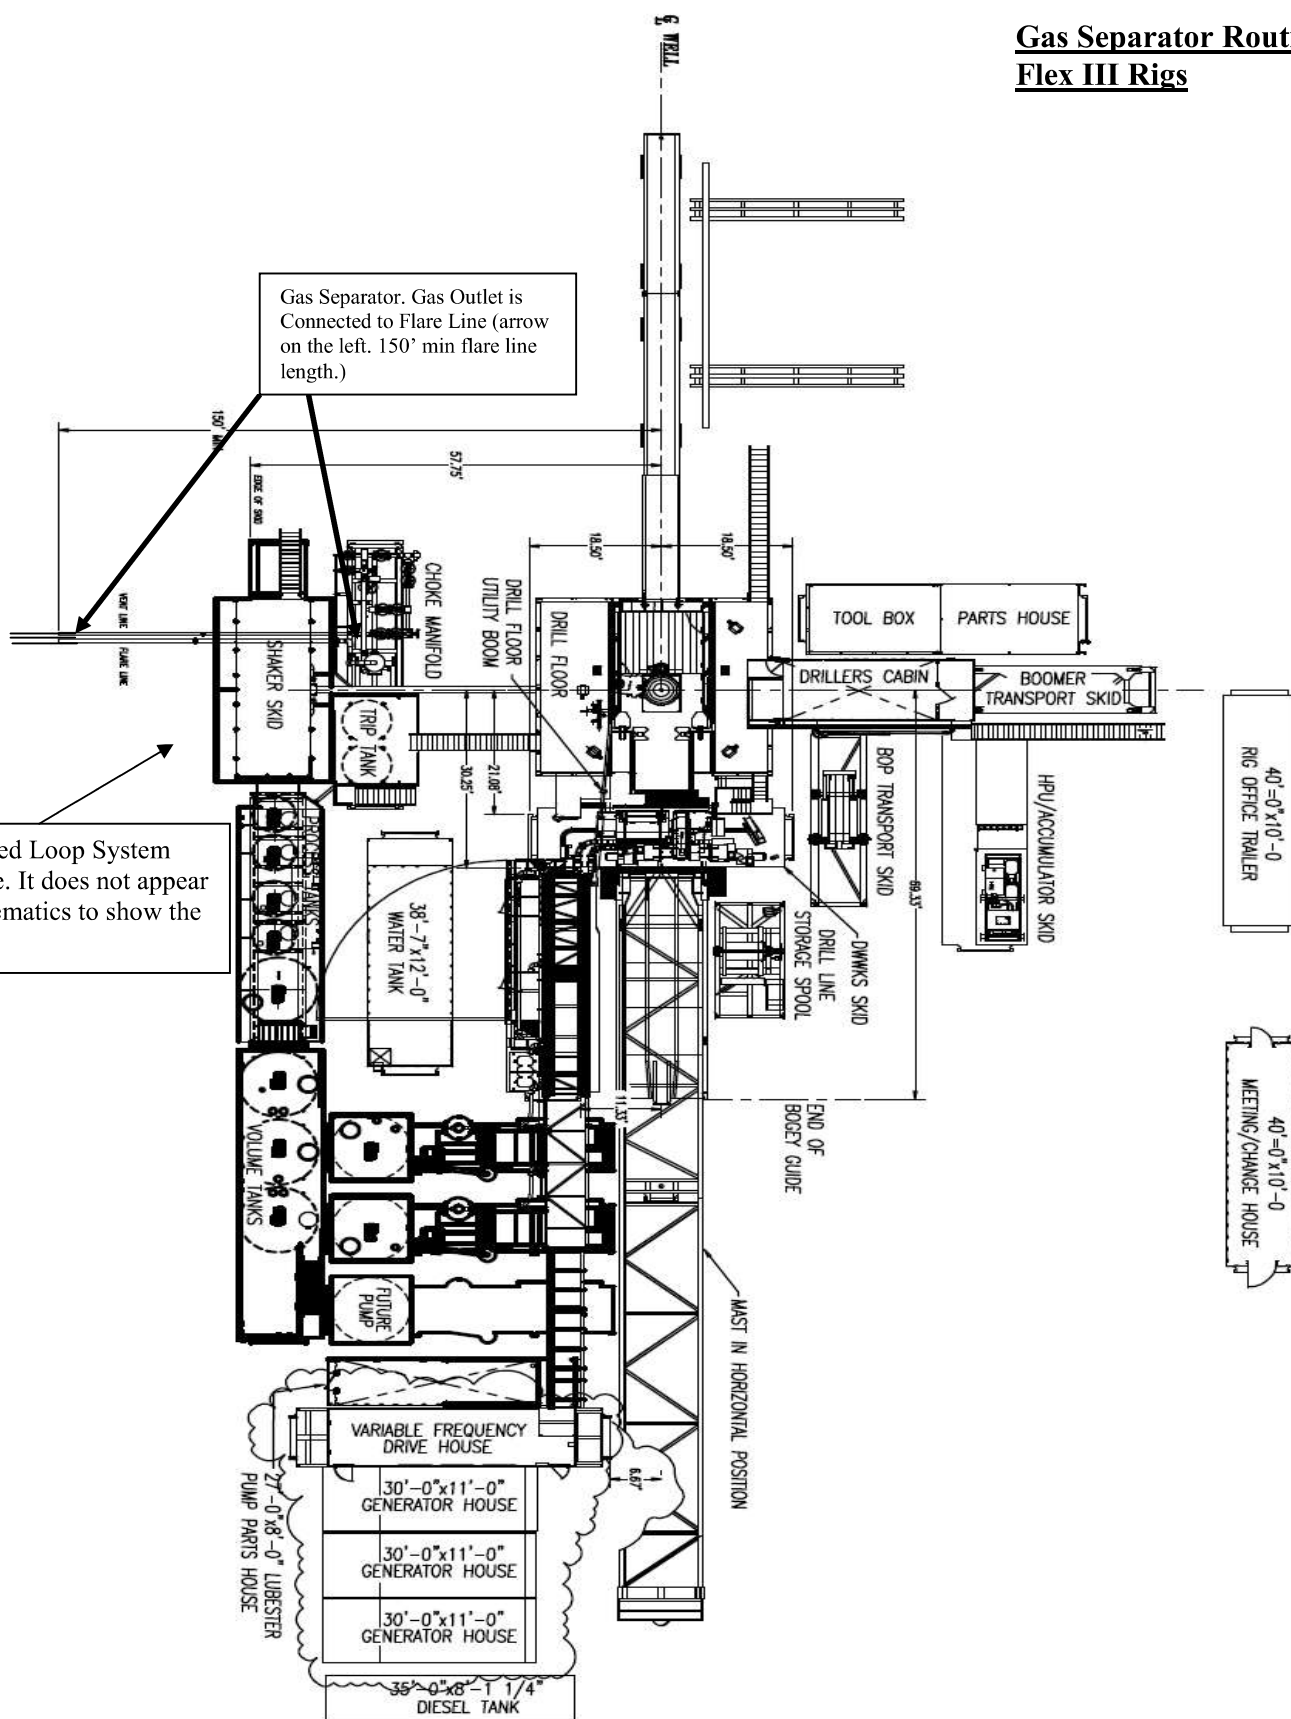 Gas Separator Routi
Flex III Rigs
℄ WELL
Gas Separator. Gas Outlet is
Connected to Flare Line (arrow
on the left. 150’ min flare line
length.)
150' MIN
57.75'
EDGE OF SKID
18.50'
18.50'
VENT LINE
FLARE LINE
CHOKE MANIFOLD
DRILL FLOOR
UTILITY BOOM
DRILL FLOOR
SHAKER SKID
TRIP TANK
30.25'
21.08'
TOOL BOX
PARTS HOUSE
DRILLERS CABIN
BOOMER
TRANSPORT SKID
BOP TRANSPORT SKID
HPU/ACCUMULATOR SKID
40'=0"x10'-0
RIG OFFICE TRAILER
ed Loop System
e. It does not appear
ematics to show the
PROCESS TANKS
38'-7"x12'-0"
WATER TANK
DRILL LINE
STORAGE SPOOL
DWWKS SKID
69.33'
11.33'
END OF
BOGEY GUIDE
40'=0"x10'-0
MEETING/CHANGE HOUSE
VOLUME TANKS
FUTURE
PUMP
MAST IN HORIZONTAL POSITION
VARIABLE FREQUENCY
DRIVE HOUSE
6.67'
27'-0"x8'-0" LUBESTER
PUMP PARTS HOUSE
30'-0"x11'-0"
GENERATOR HOUSE
30'-0"x11'-0"
GENERATOR HOUSE
30'-0"x11'-0"
GENERATOR HOUSE
35'-0"x8'-1 1/4"
DIESEL TANK